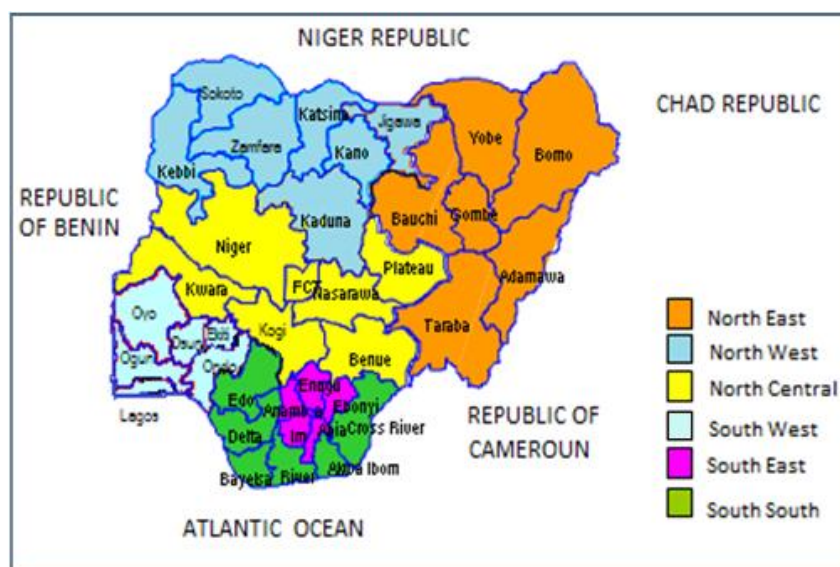 NIGER REPUBLIC
CHAD REPUBLIC
Sokoto
Katsina
Jigawa
Yobe
Borno
Zamfara
Kano
Kebbi
REPUBLIC
OF BENIN
Kaduna
Bauchi
Gombe
Niger
Plateau
Adamawa
FCT
Nasarawa
Kwara
Oyo
Taraba
Kogi
Ekiti
Osun
Ogun
Ondo
Benue
Lagos
Edo
Enugu
Ebonyi
Anam
Delta
Im
Abia
Cross River
Bayelsa
River
Akwa Ibom
REPUBLIC OF
CAMEROUN
ATLANTIC OCEAN
North East
North West
North Central
South West
South East
South South